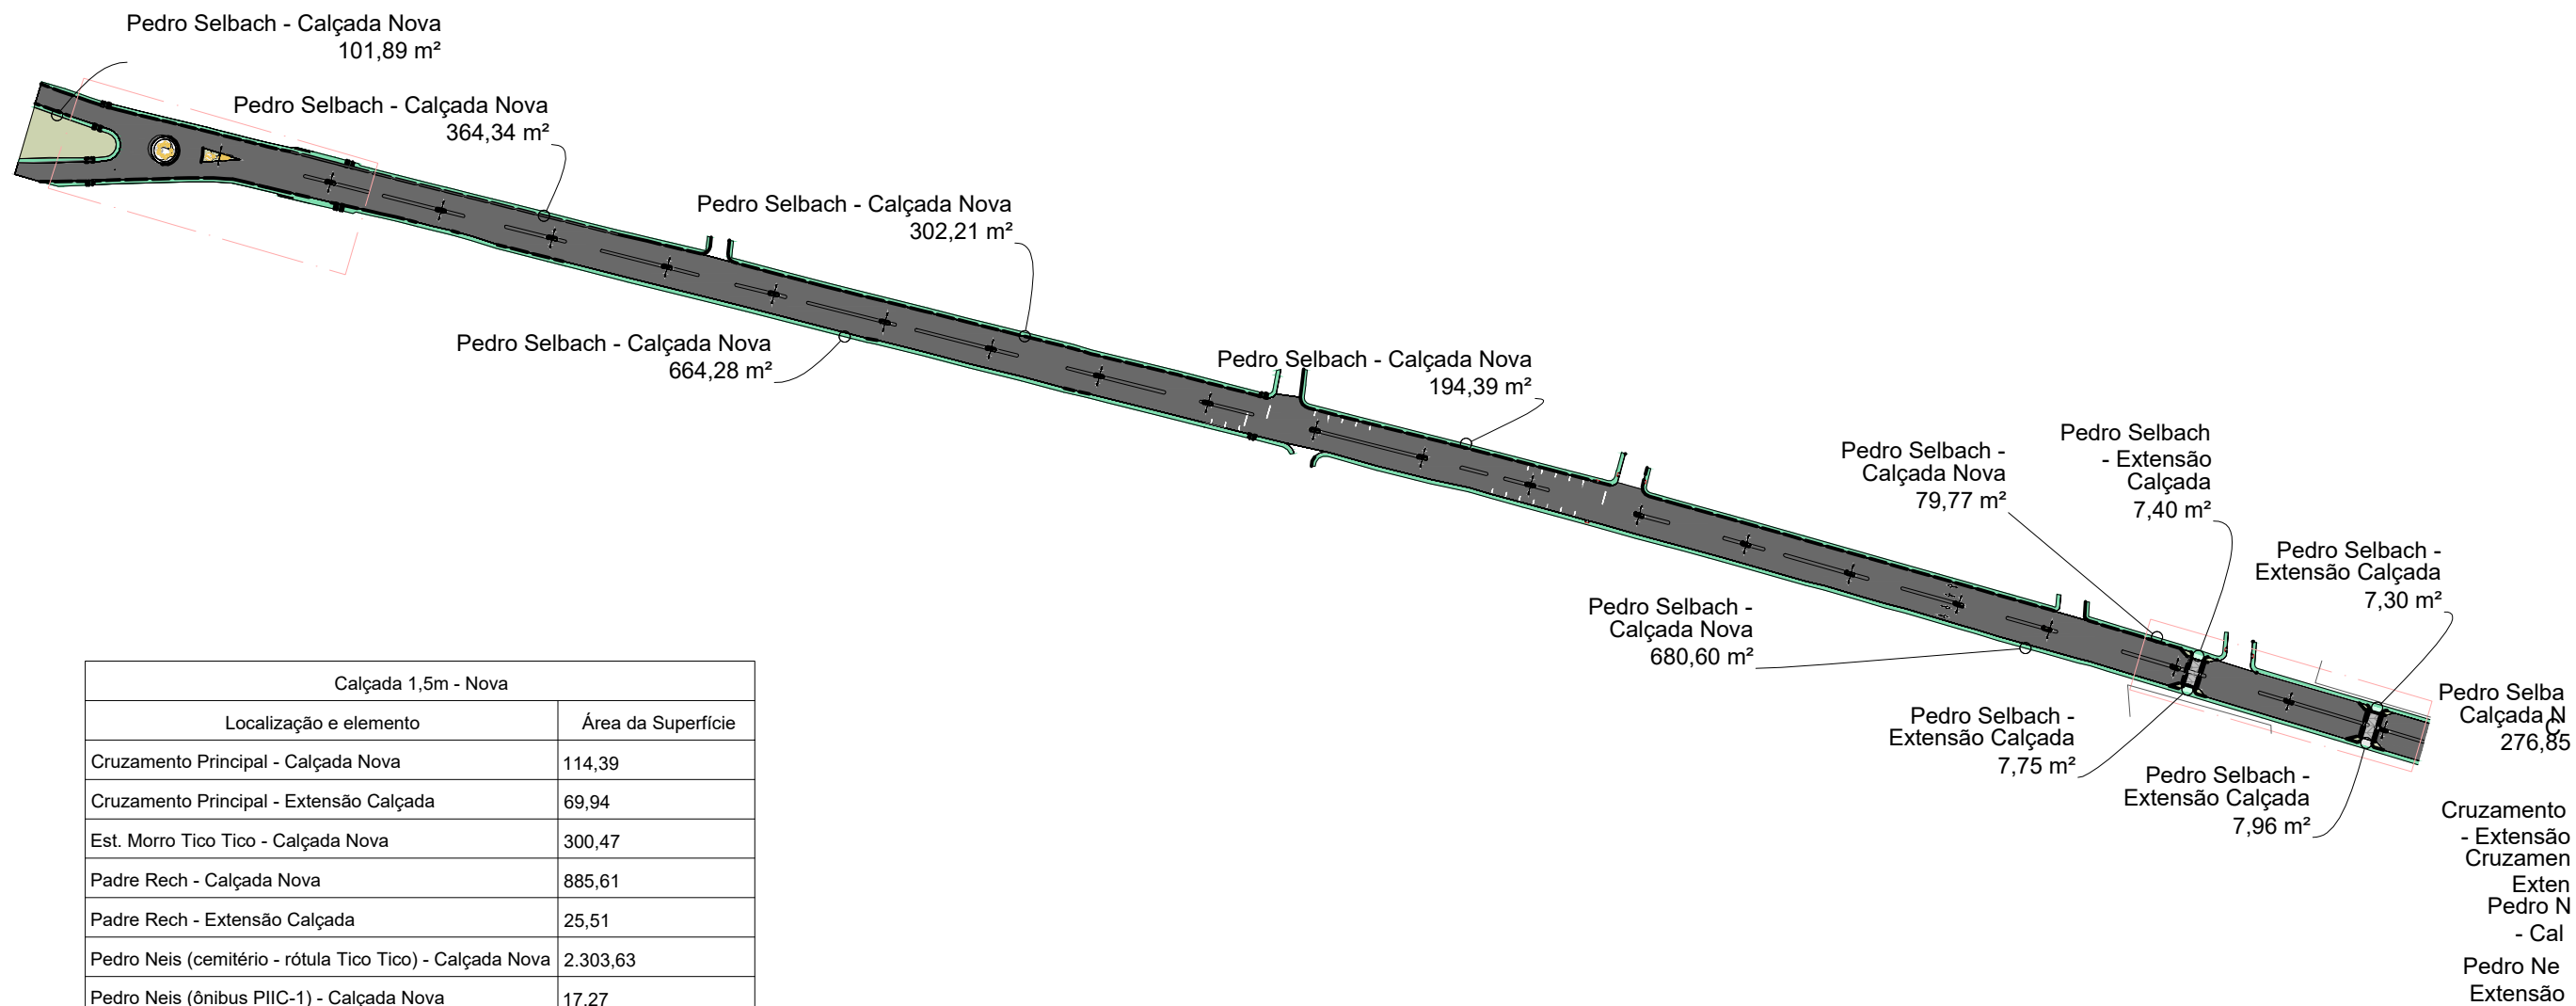 Pedro Selbach - Calçada Nova
101,89 m²
Pedro Selbach - Calçada Nova
364,34 m²
Pedro Selbach - Calçada Nova
302,21 m²
Pedro Selbach - Calçada Nova
664,28 m²
Pedro Selbach - Calçada Nova
194,39 m²
Pedro Selbach -
Calçada Nova
79,77 m²
Pedro Selbach
- Extensão
Calçada
7,40 m²
Pedro Selbach -
Extensão Calçada
7,30 m²
Pedro Selbach -
Calçada Nova
680,60 m²
Pedro Selbach -
Extensão Calçada
7,75 m²
Pedro Selbach -
Extensão Calçada
7,96 m²
Pedro Selba
Calçada N
C
276,85
Cruzamento
- Extensão
Cruzamen
Exten
Pedro N
- Cal
Pedro Ne
Extensão
Calçada 1,5m - Nova
Localização e elemento Área da Superfície
Cruzamento Principal - Calçada Nova 114,39
Cruzamento Principal - Extensão Calçada 69,94
Est. Morro Tico Tico - Calçada Nova 300,47
Padre Rech - Calçada Nova 885,61
Padre Rech - Extensão Calçada 25,51
Pedro Neis (cemitério - rótula Tico Tico) - Calçada Nova 2.303,63
Pedro Neis (ônibus PIIC-1) - Calçada Nova 17,27